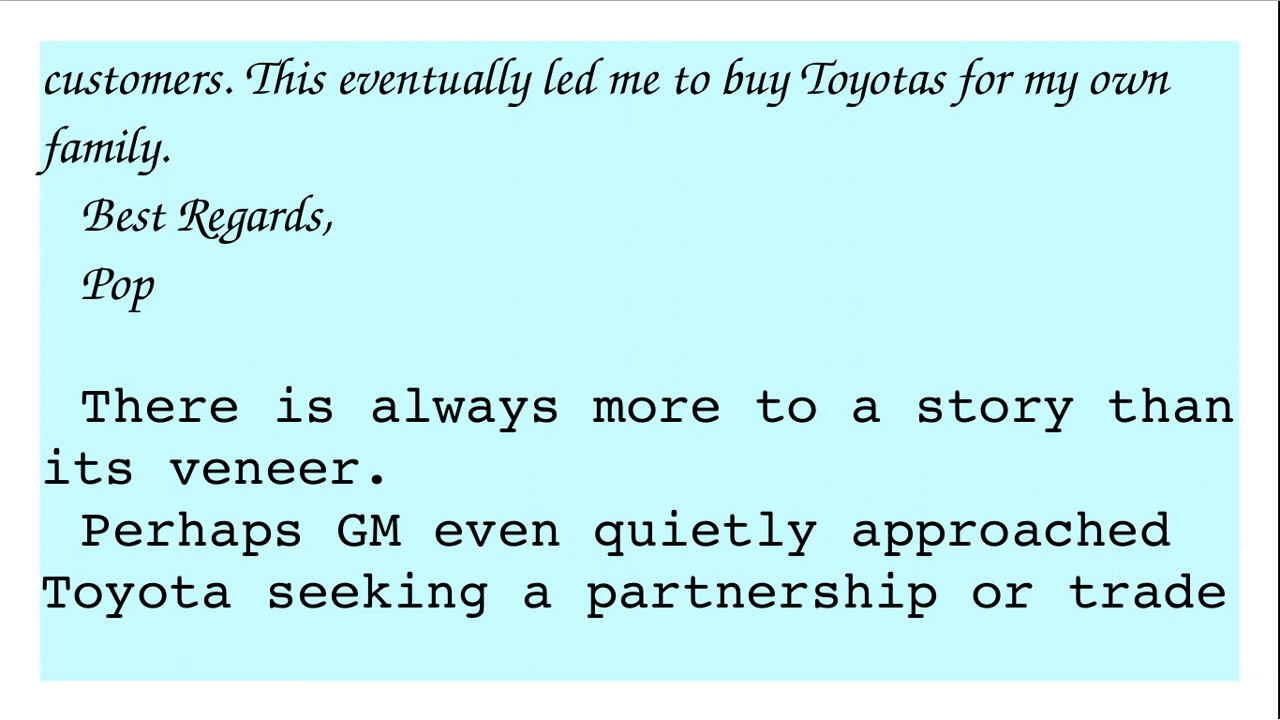 customers. This eventually led me to buy Toyotas for my own
family.
Best Regards,
Pop
There is always more to a story than
its veneer.
Perhaps GM even quietly approached
Toyota seeking a partnership or trade